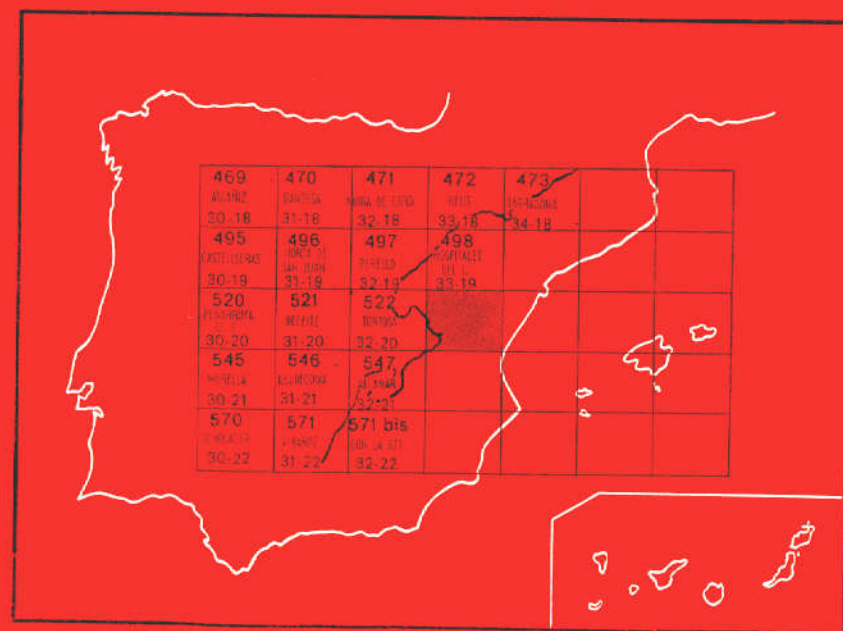 469 470 471 472 473
ALCAÑIZ GANDESA MORA DE EBRO REUS TARRAGONA
30-18 31-18 32-18 33-18 34-18
495 496 497 498
CASTELSERAS HORTA DE SAN JUAN PERELLO HOSPITALET DEL I.
30-19 31-19 32-19 33-19
520 521 522
BECEITE TORTOSA
30-20 31-20 32-20
545 546 547
MORELLA ULLDECONA ALCANAR
30-21 31-21 32-21
570 571 571 bis
VINAROZ
30-22 31-22 32-22